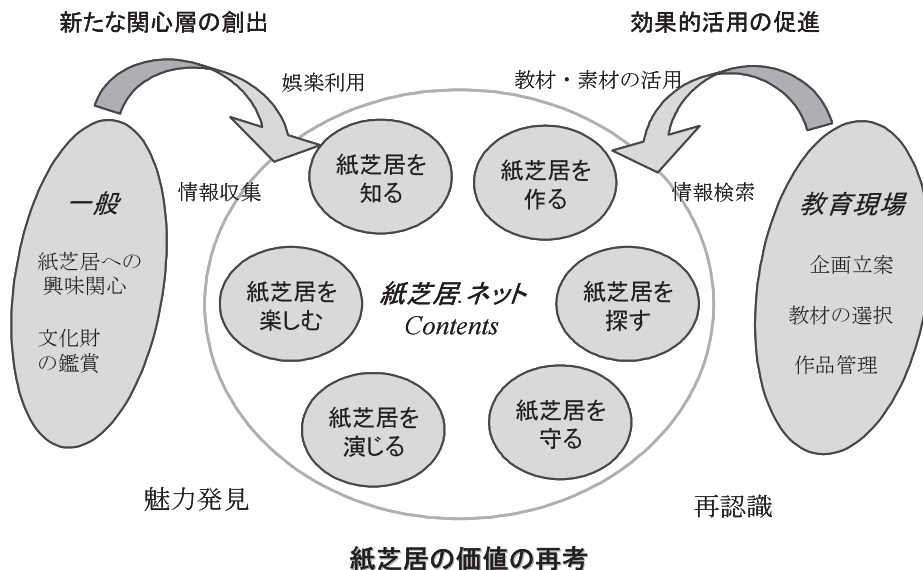 新たな関心層の創出
効果的活用の促進
娯楽利用
教材・素材の活用
情報収集
情報検索
一般
紙芝居への
興味関心
文化財
の鑑賞
紙芝居を
知る
紙芝居を
作る
紙芝居を
楽しむ
紙芝居.ネット
Contents
紙芝居を
探す
紙芝居を
演じる
紙芝居を
守る
教育現場
企画立案
教材の選択
作品管理
魅力発見
再認識
紙芝居の価値の再考